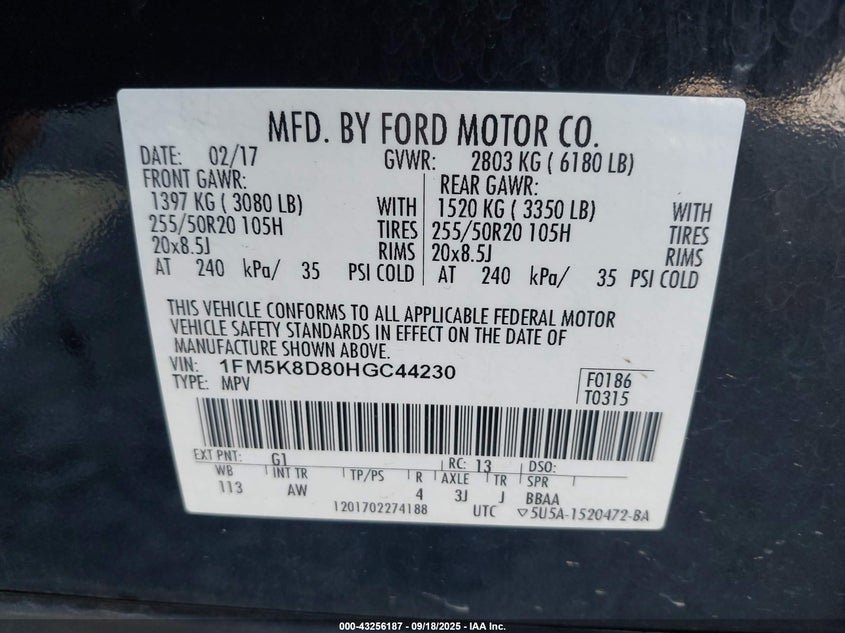 MFD. BY FORD MOTOR CO.
DATE: 02/17 GVWR: 2803 KG ( 6180 LB)
FRONT GAWR: REAR GAWR:
1397 KG ( 3080 LB) WITH 1520 KG ( 3350 LB) WITH
255/50R20 105H TIRES 255/50R20 105H TIRES
20x8.5J RIMS 20x8.5J RIMS
AT 240 kPa/ 35 PSI COLD AT 240 kPa/ 35 PSI COLD
THIS VEHICLE CONFORMS TO ALL APPLICABLE FEDERAL MOTOR
VEHICLE SAFETY STANDARDS IN EFFECT ON THE DATE OF
MANUFACTURE SHOWN ABOVE.
VIN: 1FM5K8D80HGC44230
TYPE: MPV
F0186
T0315
EXT PNT: G1 RC: 13 DSO:
WB INT TR TP/PS R AXLE TR SPR
113 AW 4 3J J BBAA
1201702274188 UTC ▽5U5A-1520472-BA
000-43256187 - 09/18/2025 - IAA Inc.